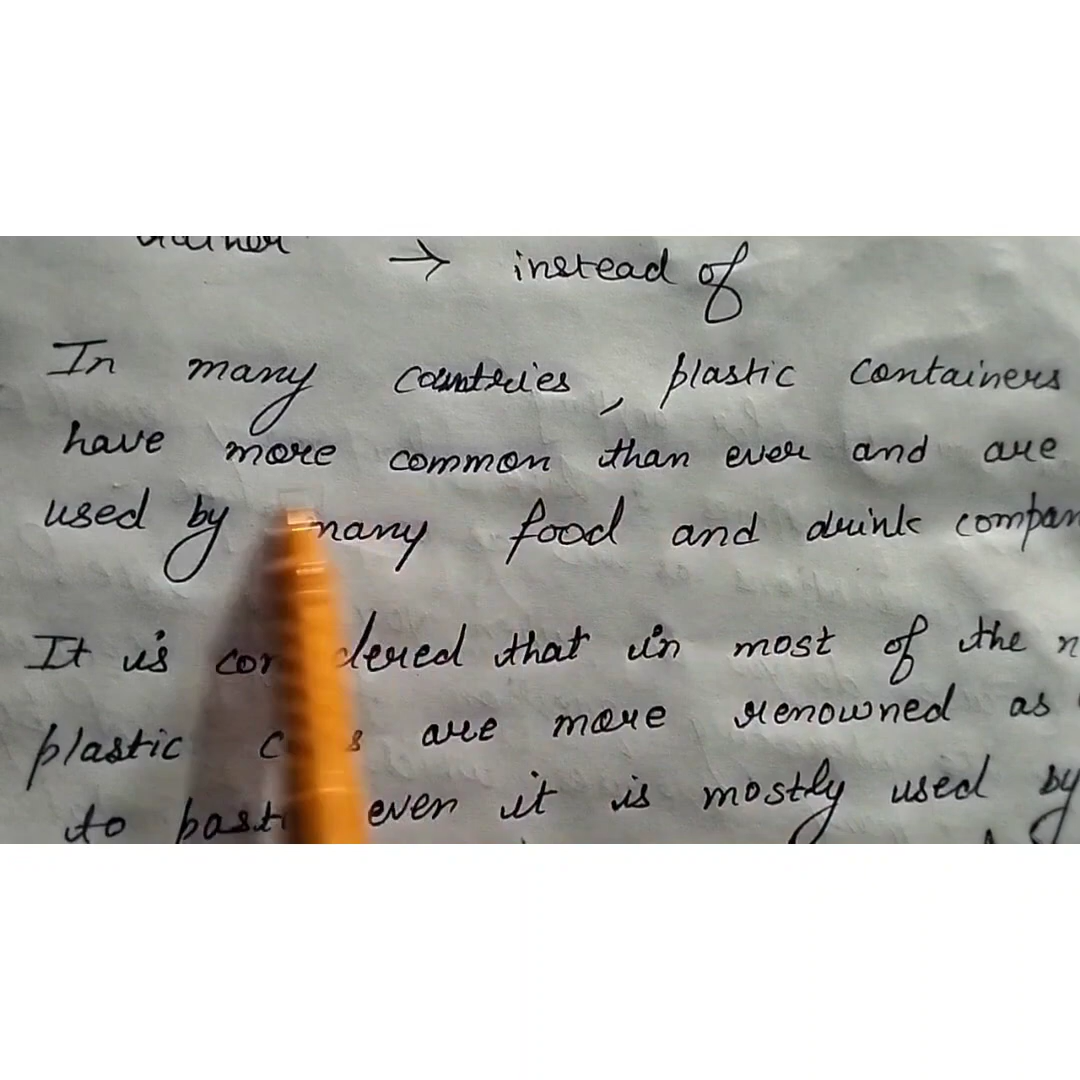 → instead of
In many countries, plastic containers
have more common than ever and are
used by many food and drink
It is that in most of the
plastic are more renowned as
to even it is mostly used by